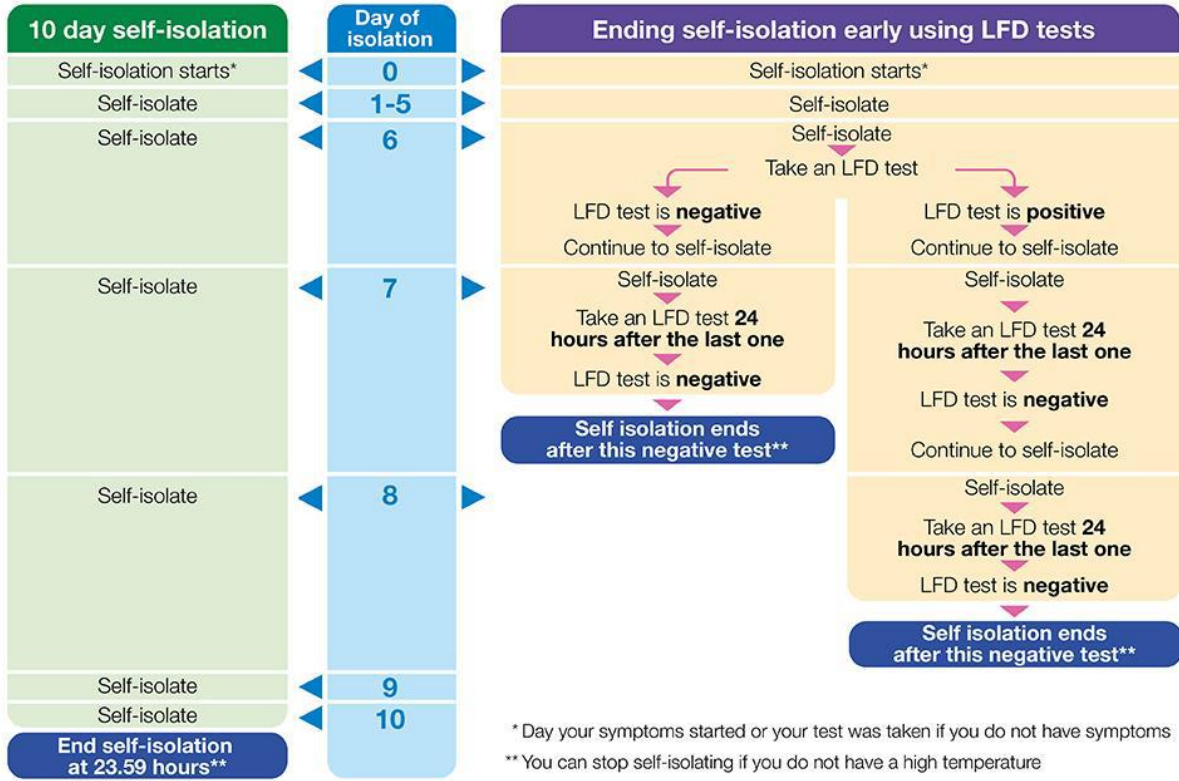 10 day self-isolation
Day of
isolation
Ending self-isolation early using LFD tests
Self-isolation starts*
0
Self-isolation starts*
Self-isolate
1-5
Self-isolate
Self-isolate
6
Self-isolate
Take an LFD test
LFD test is negative
LFD test is positive
Continue to self-isolate
Continue to self-isolate
Self-isolate
7
Self-isolate
Self-isolate
Take an LFD test 24
hours after the last one
LFD test is negative
Self isolation ends
after this negative test**
Take an LFD test 24
hours after the last one
LFD test is negative
Continue to self-isolate
Self-isolate
8
Self-isolate
Take an LFD test 24
hours after the last one
LFD test is negative
Self isolation ends
after this negative test**
Self-isolate
9
Self-isolate
10
End self-isolation
at 23.59 hours**
* Day your symptoms started or your test was taken if you do not have symptoms
** You can stop self-isolating if you do not have a high temperature